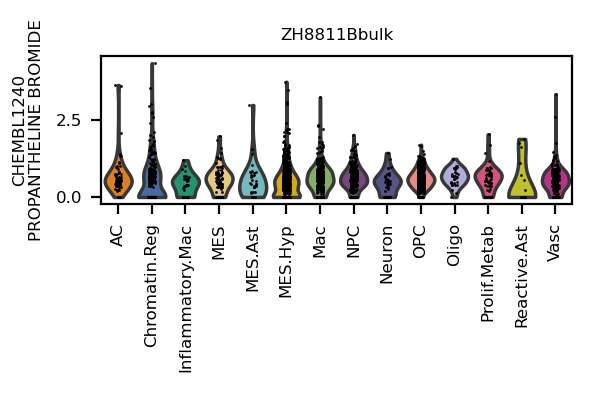 ZH8811Bbulk
CHEMBL1240
PROPANTHELINE BROMIDE
2.5
0.0
AC
Chromatin.Reg
Inflammatory.Mac
MES
MES.Ast
MES.Hyp
Mac
NPC
Neuron
OPC
Oligo
Prolif.Metab
Reactive.Ast
Vasc